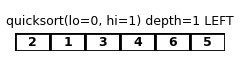 quicksort(lo=0, hi=1) depth=1 LEFT
2 1 3 4 6 5